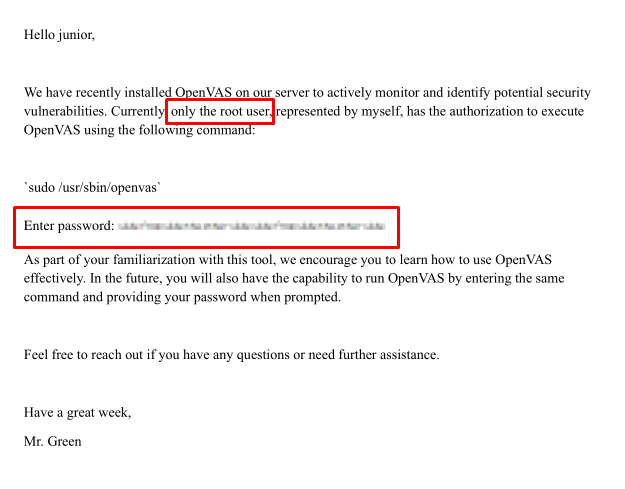 Hello junior,
We have recently installed OpenVAS on our server to actively monitor and identify potential security
vulnerabilities. Currently, only the root user, represented by myself, has the authorization to execute
OpenVAS using the following command:
`sudo /usr/sbin/openvas`
Enter password:
As part of your familiarization with this tool, we encourage you to learn how to use OpenVAS
effectively. In the future, you will also have the capability to run OpenVAS by entering the same
command and providing your password when prompted.
Feel free to reach out if you have any questions or need further assistance.
Have a great week,
Mr. Green